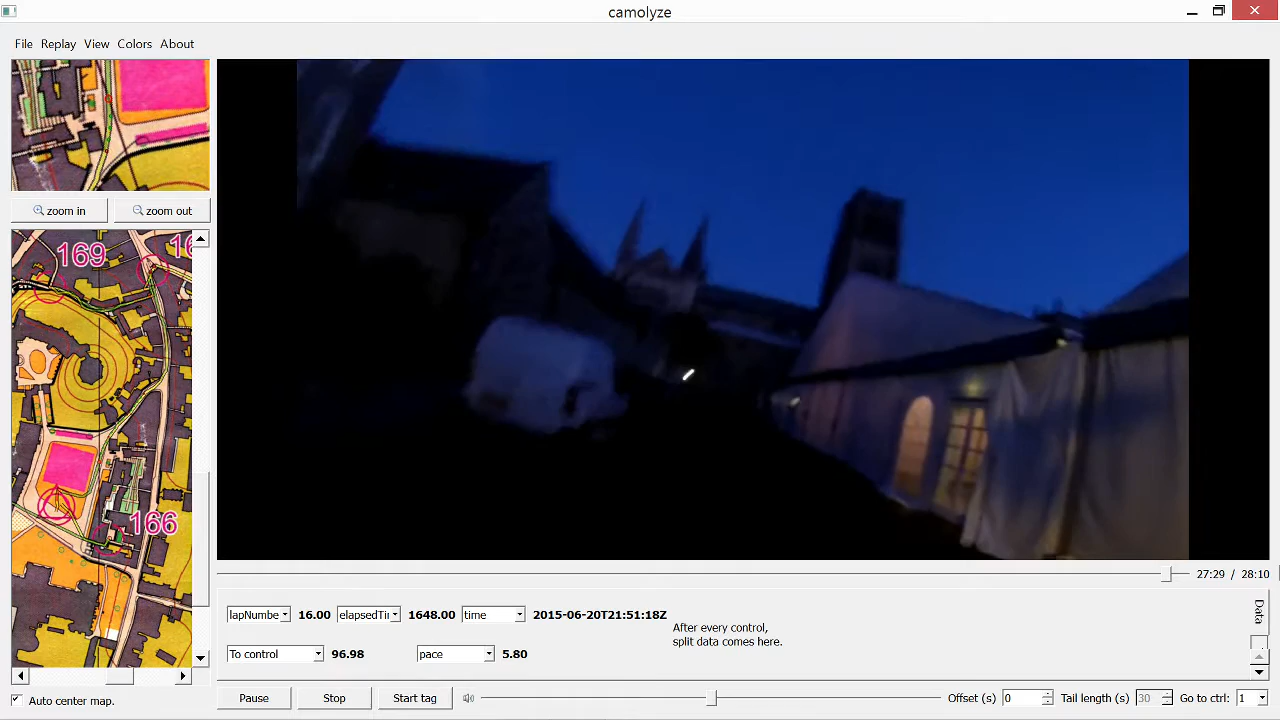 camolyze
File Replay View Colors About
zoom in zoom out
169
166
27:29 / 28:10
lapNumbe 16.00 elapsedTi 1648.00 time 2015-06-20T21:51:18Z
After every control,
split data comes here.
To control 96.98 pace 5.80
Data
Auto center map.
Pause Stop Start tag Offset (s) 0 Tail length (s) 30 Go to ctrl: 1